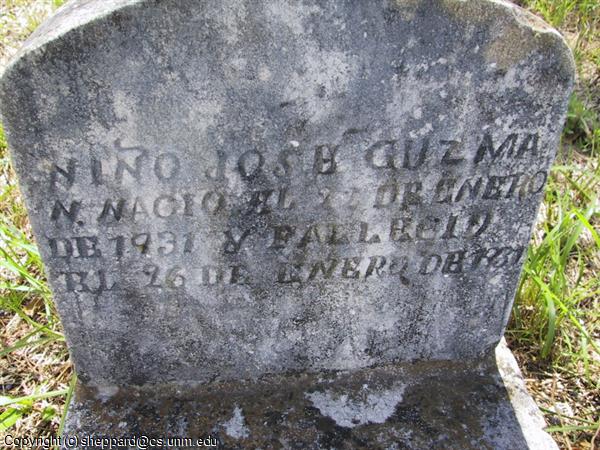 NINO JOSE GUZMA
N. NACIO EL DE ENERO
DE 1931 Y FALLECIO
EL 26 DE ENERO DE
Copyright (c) sheppard@cs.unm.edu